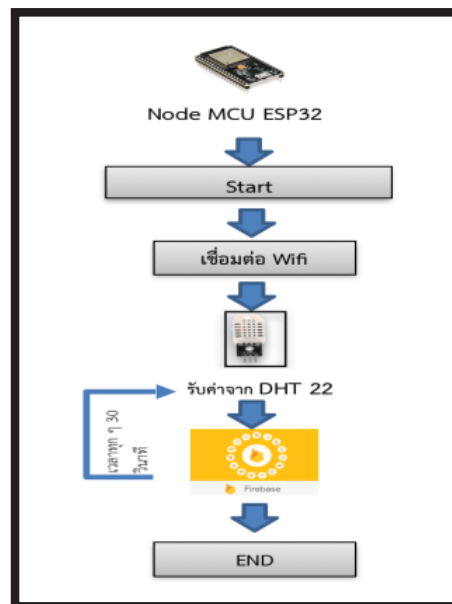 Node MCU ESP32
Start
เชื่อมต่อ Wifi
รับค่าจาก DHT 22
เวลาทุก ๆ 30
วินาที
Firebase
END